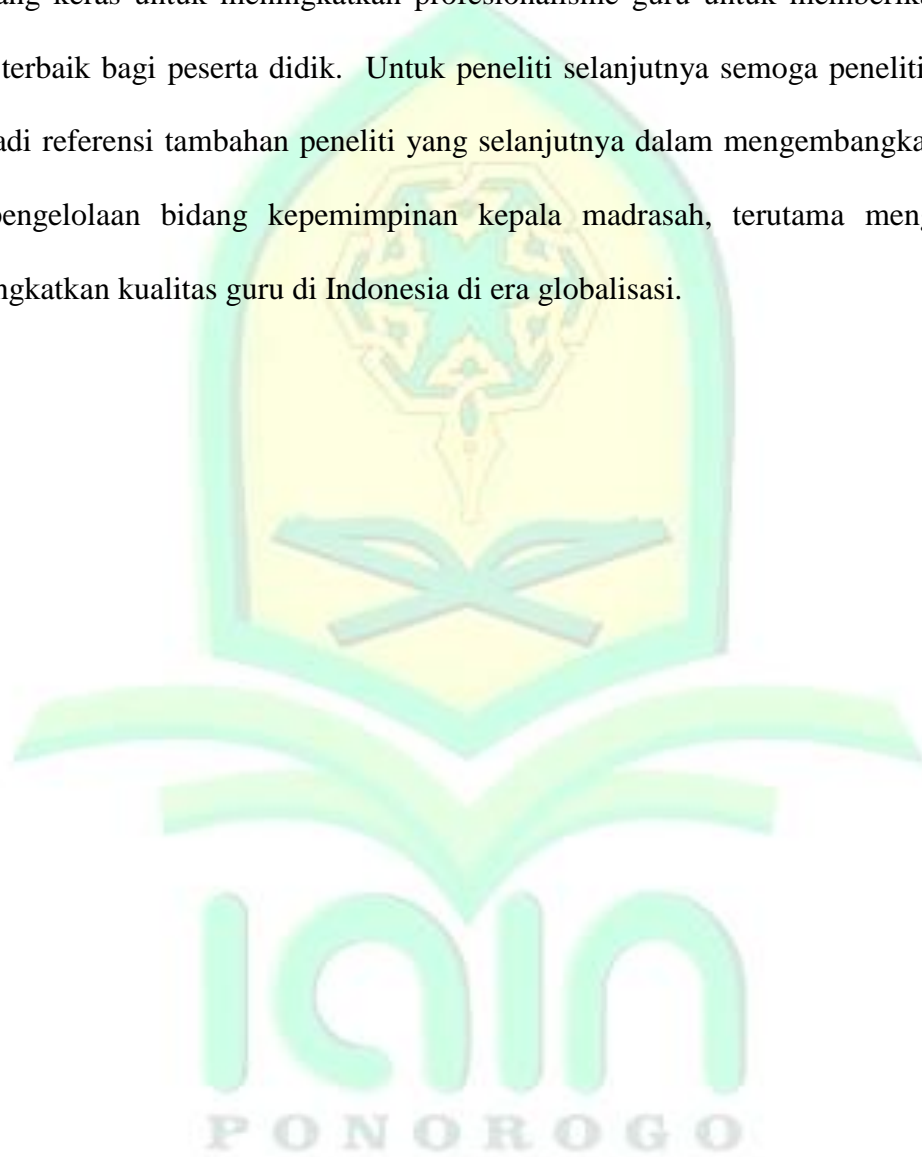 ang keras untuk meningkatkan profesionalisme guru untuk memberika
terbaik bagi peserta didik. Untuk peneliti selanjutnya semoga peneliti
adi referensi tambahan peneliti yang selanjutnya dalam mengembangka
pengelolaan bidang kepemimpinan kepala madrasah, terutama meng
ngkatkan kualitas guru di Indonesia di era globalisasi.
IAIN
PONOROGO